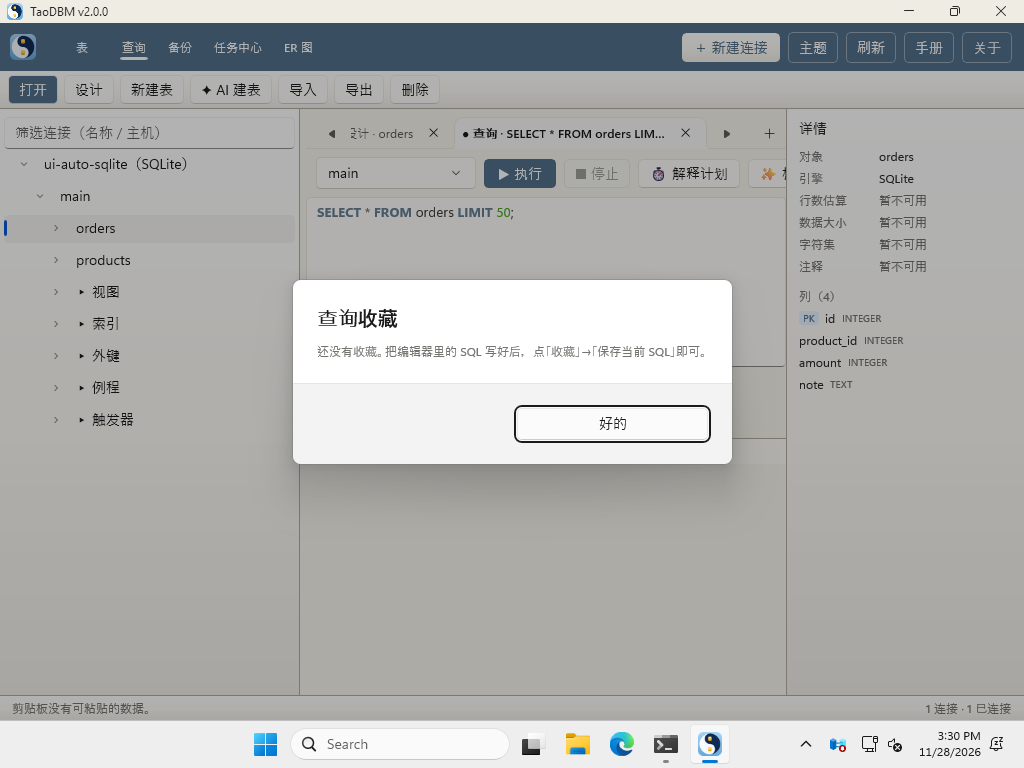 TaoDBM v2.0.0
表
查询
备份
任务中心
ER 图
+ 新建连接
主题
刷新
手册
关于
打开
设计
新建表
✦ AI 建表
导入
导出
删除
筛选连接（名称 / 主机）
ui-auto-sqlite（SQLite）
main
orders
products
视图
索引
外键
例程
触发器
设计 · orders
● 查询 · SELECT * FROM orders LIM...
main
执行
停止
解释计划
SELECT * FROM orders LIMIT 50;
查询收藏
还没有收藏。把编辑器里的 SQL 写好后，点「收藏」→「保存当前 SQL」即可。
好的
详情
对象 orders
引擎 SQLite
行数估算 暂不可用
数据大小 暂不可用
字符集 暂不可用
注释 暂不可用
列（4）
PK id INTEGER
product_id INTEGER
amount INTEGER
note TEXT
剪贴板没有可粘贴的数据。
1 连接 · 1 已连接
Search
3:30 PM
11/28/2026